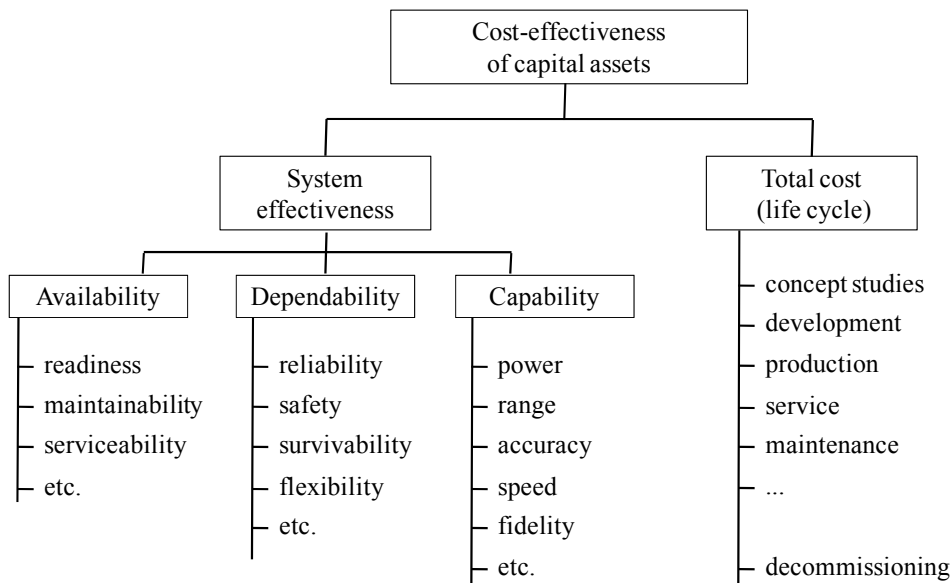 Cost-effectiveness
of capital assets
System
effectiveness
Total cost
(life cycle)
Availability
readiness
maintainability
serviceability
etc.
Dependability
reliability
safety
survivability
flexibility
etc.
Capability
power
range
accuracy
speed
fidelity
etc.
concept studies
development
production
service
maintenance
...
decommissioning